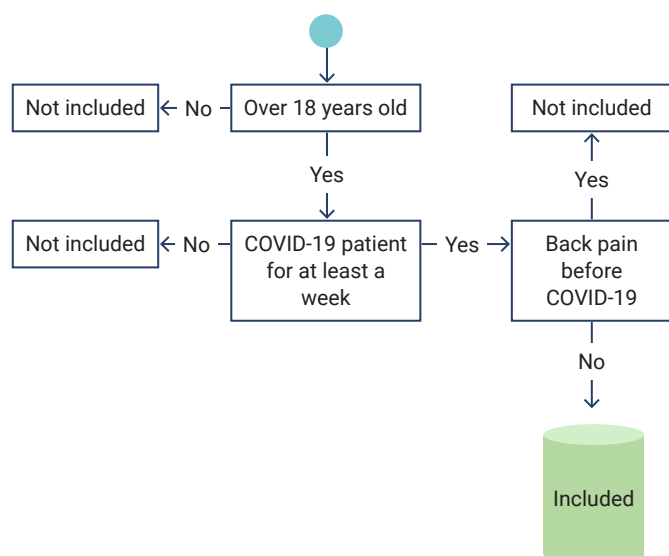 Not included
No
Over 18 years old
Not included
Yes
Yes
Not included
No
COVID-19 patient
for at least a
week
Yes
Back pain
before
COVID-19
No
Included